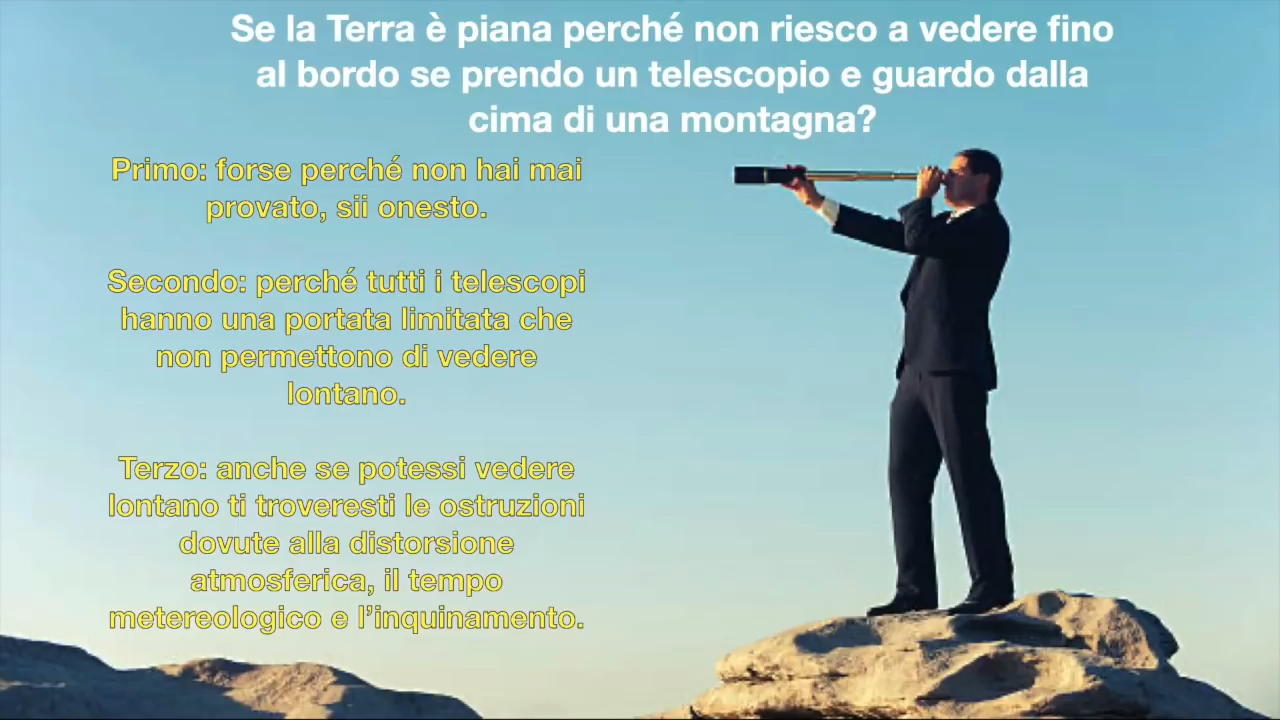 Se la Terra è piana perché non riesco a vedere fino
al bordo se prendo un telescopio e guardo dalla
cima di una montagna?
Primo: forse perché non hai mai
provato, sii onesto.
Secondo: perché tutti i telescopi
hanno una portata limitata che
non permettono di vedere
lontano.
Terzo: anche se potessi vedere
lontano ti troveresti le ostruzioni
dovute alla distorsione
atmosferica, il tempo
metereologico e l’inquinamento.